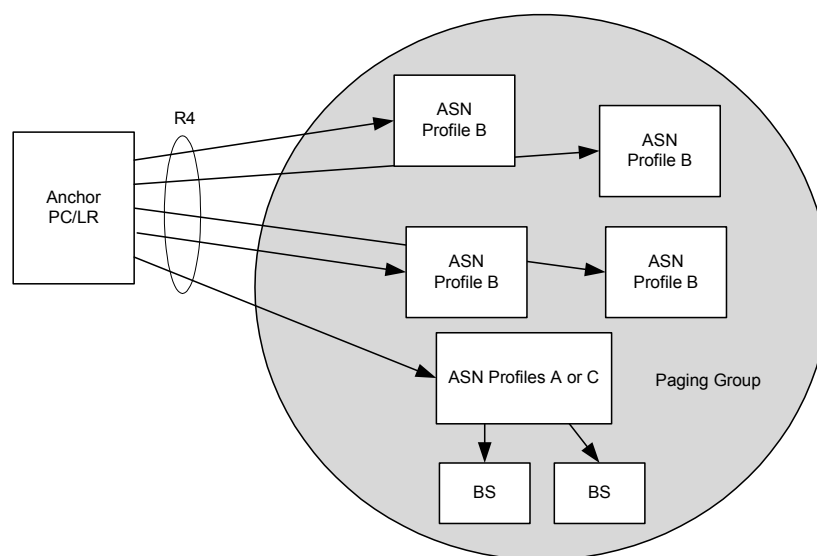 R4
Anchor
PC/LR
ASN
Profile B
ASN
Profile B
ASN
Profile B
ASN
Profile B
ASN Profiles A or C
Paging Group
BS
BS